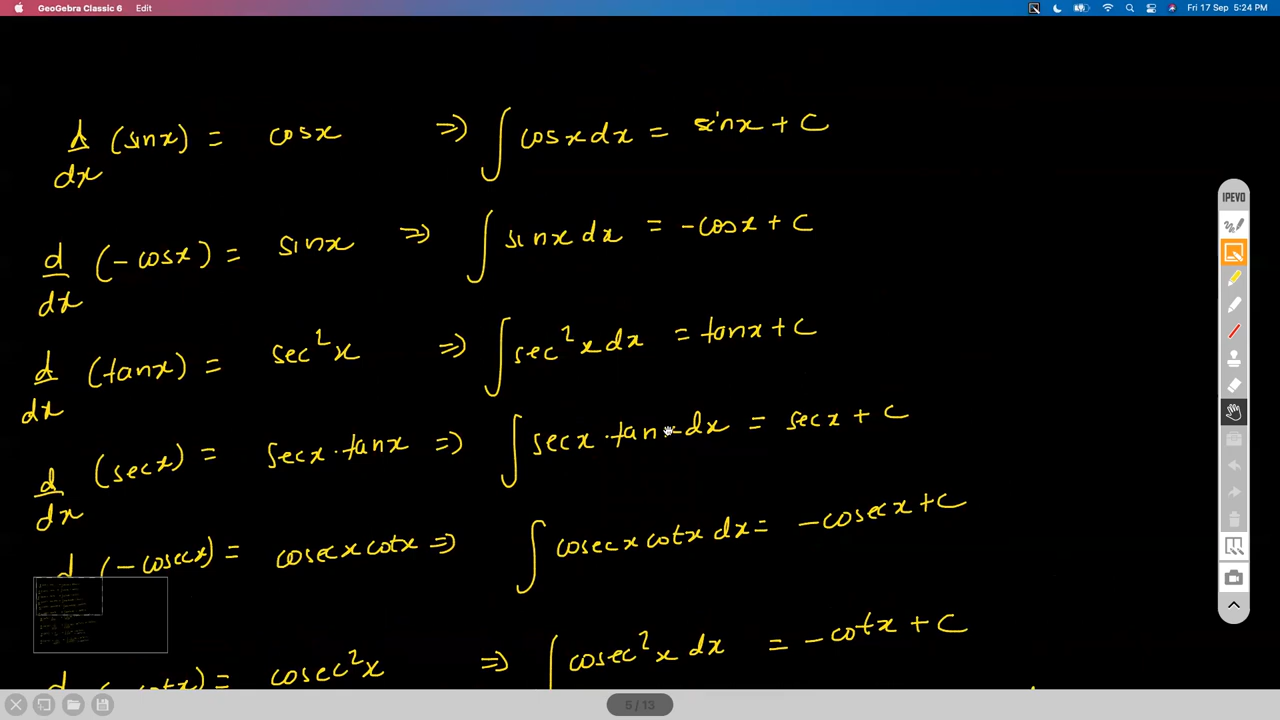 GeoGebra Classic 6 Edit Fri 17 Sep 5:24 PM
d/dx (sinx) = cosx => ∫ cosx dx = sinx + C
d/dx (-cosx) = sinx => ∫ sinx dx = -cosx + C
d/dx (tanx) = sec²x => ∫ sec²x dx = tanx + C
d/dx (secx) = secx·tanx => ∫ secx·tanx dx = secx + C
d (-cosecx) = cosecx cotx => ∫ cosecx cotx dx = -cosecx + C
cosec²x => ∫ cosec²x dx = -cotx + C
IPEVO
5 / 13